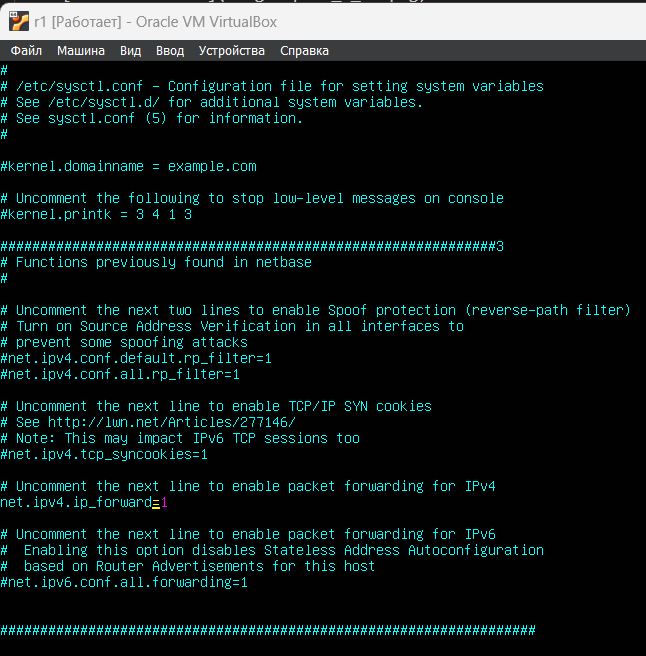 r1 [Работает] - Oracle VM VirtualBox
Файл Машина Вид Ввод Устройства Справка
#
# /etc/sysctl.conf - Configuration file for setting system variables
# See /etc/sysctl.d/ for additional system variables.
# See sysctl.conf (5) for information.
#

#kernel.domainname = example.com

# Uncomment the following to stop low-level messages on console
#kernel.printk = 3 4 1 3

##############################################################3
# Functions previously found in netbase
#

# Uncomment the next two lines to enable Spoof protection (reverse-path filter)
# Turn on Source Address Verification in all interfaces to
# prevent some spoofing attacks
#net.ipv4.conf.default.rp_filter=1
#net.ipv4.conf.all.rp_filter=1

# Uncomment the next line to enable TCP/IP SYN cookies
# See http://lwn.net/Articles/277146/
# Note: This may impact IPv6 TCP sessions too
#net.ipv4.tcp_syncookies=1

# Uncomment the next line to enable packet forwarding for IPv4
net.ipv4.ip_forward=1

# Uncomment the next line to enable packet forwarding for IPv6
#  Enabling this option disables Stateless Address Autoconfiguration
#  based on Router Advertisements for this host
#net.ipv6.conf.all.forwarding=1


###################################################################